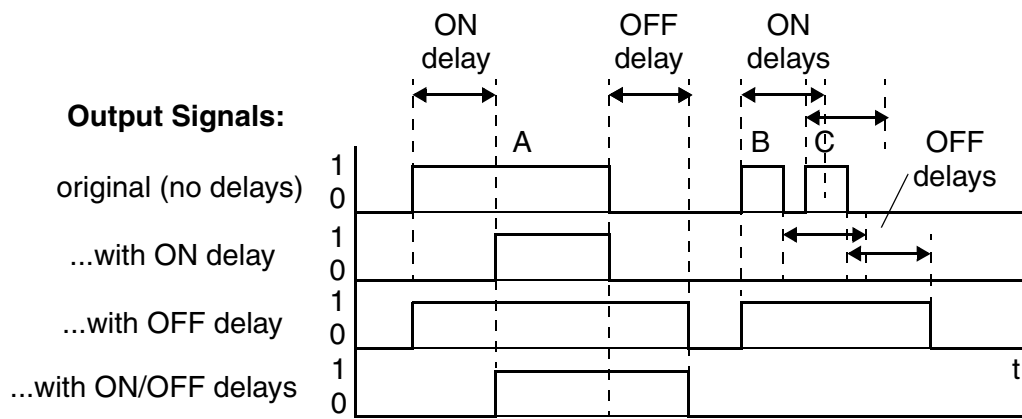 ON
delay
OFF
delay
ON
delays
Output Signals:
A
B
C
OFF
delays
original (no delays)
1
0
...with ON delay
1
0
...with OFF delay
1
0
t
...with ON/OFF delays
1
0